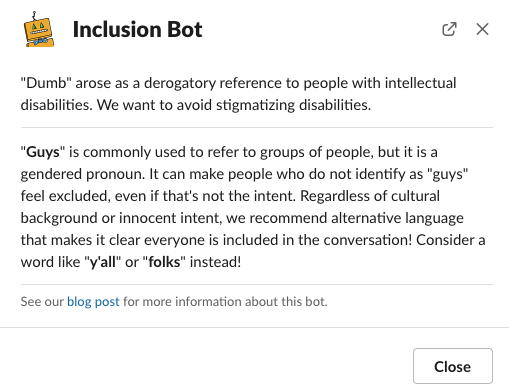 Inclusion Bot
"Dumb" arose as a derogatory reference to people with intellectual
disabilities. We want to avoid stigmatizing disabilities.
"Guys" is commonly used to refer to groups of people, but it is a
gendered pronoun. It can make people who do not identify as "guys"
feel excluded, even if that's not the intent. Regardless of cultural
background or innocent intent, we recommend alternative language
that makes it clear everyone is included in the conversation! Consider a
word like "y'all" or "folks" instead!
See our blog post for more information about this bot.
Close